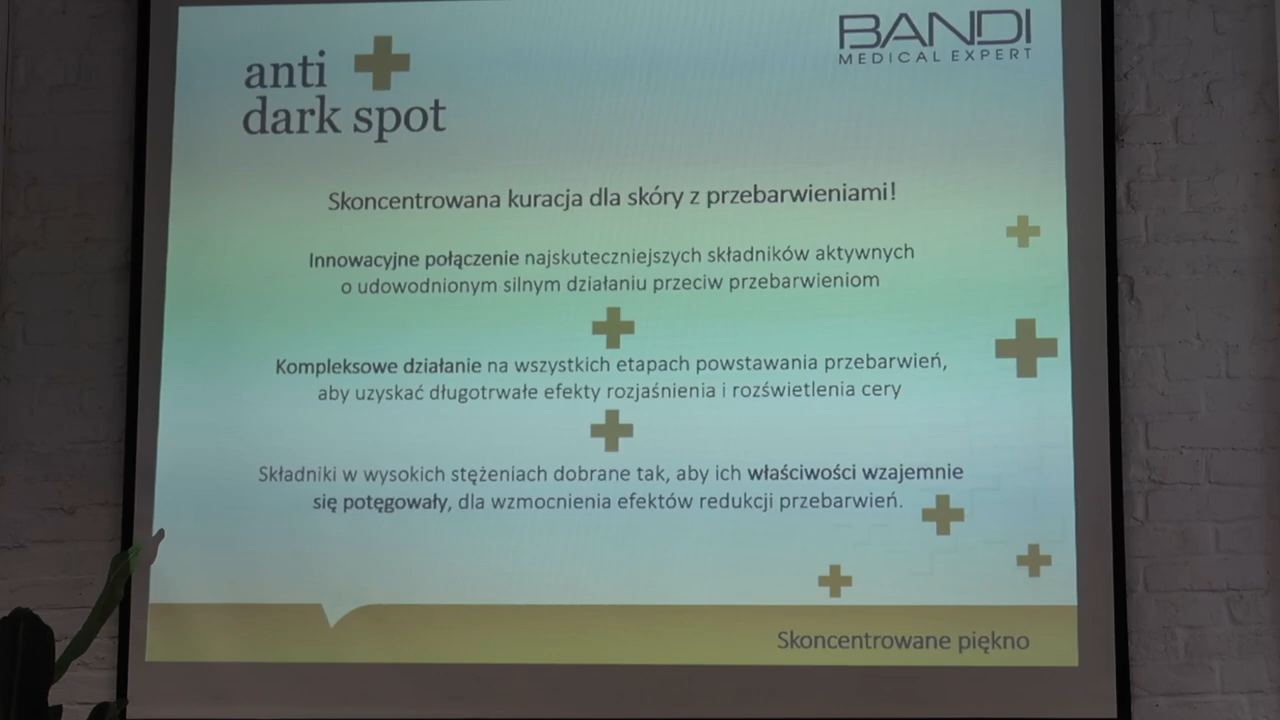 anti
dark spot
BANDI
MEDICAL EXPERT
Skoncentrowana kuracja dla skóry z przebarwieniami!
Innowacyjne połączenie najskuteczniejszych składników aktywnych
o udowodnionym silnym działaniu przeciw przebarwieniom
Kompleksowe działanie na wszystkich etapach powstawania przebarwień,
aby uzyskać długotrwałe efekty rozjaśnienia i rozświetlenia cery
Składniki w wysokich stężeniach dobrane tak, aby ich właściwości wzajemnie
się potęgowały, dla wzmocnienia efektów redukcji przebarwień.
Skoncentrowane piękno